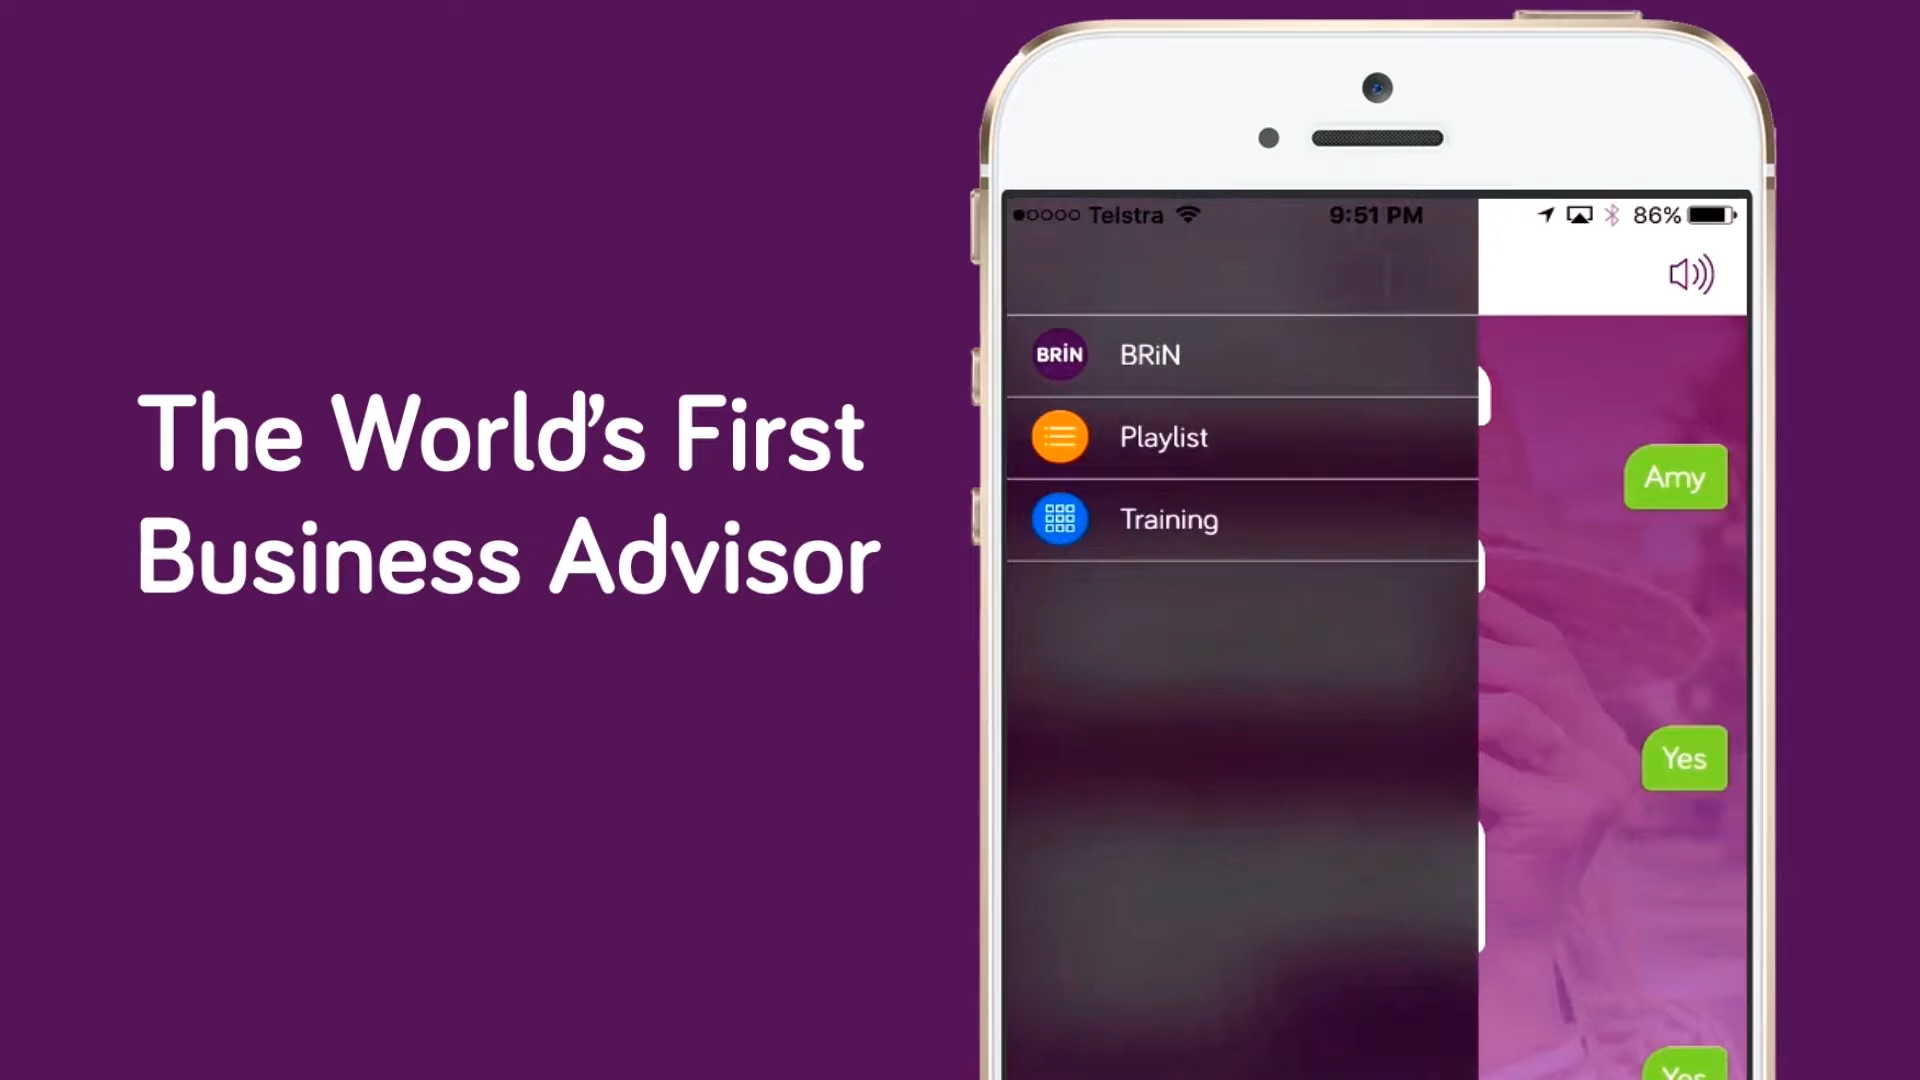 The World's First
Business Advisor
Telstra 9:51 PM 86%
BRiN BRiN
Playlist
Training
Amy
Yes
Yes